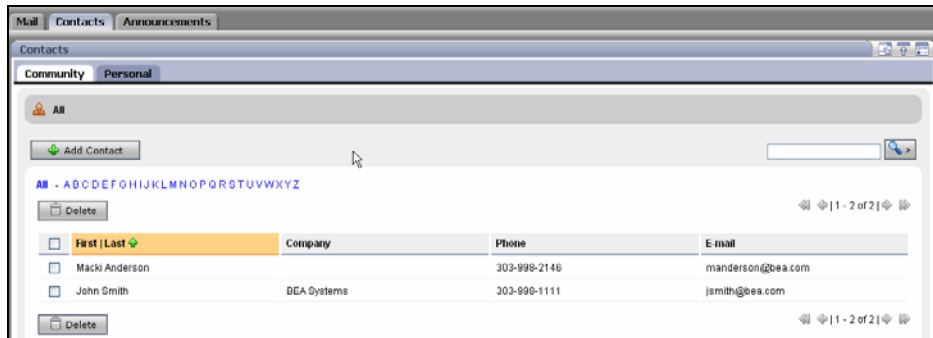 Mail Contacts Announcements
Contacts
Community Personal
All
Add Contact
All - A B C D E F G H I J K L M N O P Q R S T U V W X Y Z
Delete | 1 - 2 of 2 |
First | Last Company Phone E-mail
Macki Anderson 303-998-2146 manderson@bea.com
John Smith BEA Systems 303-998-1111 jsmith@bea.com
Delete | 1 - 2 of 2 |